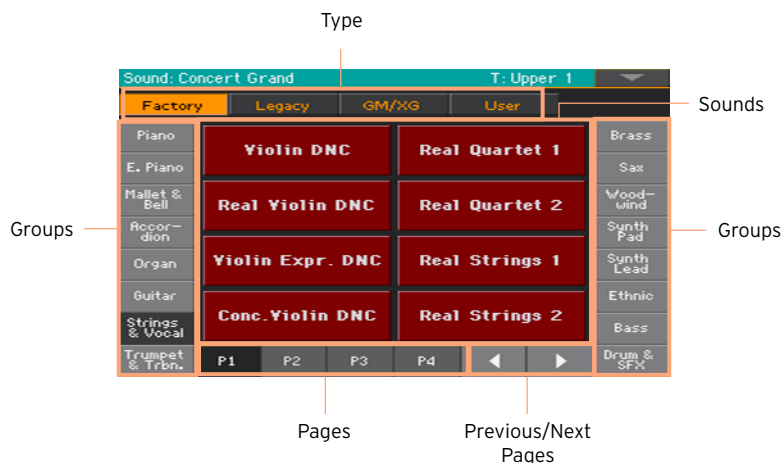 Type
Sound: Concert Grand T: Upper 1
Factory Legacy GM/XG User
Sounds
Groups
Piano
E. Piano
Mallet &
Bell
Accor-
dion
Organ
Guitar
Strings
& Vocal
Trumpet
& Trbn.
Violin DNC Real Quartet 1
Real Violin DNC Real Quartet 2
Violin Expr. DNC Real Strings 1
Conc.Violin DNC Real Strings 2
Brass
Sax
Wood-
wind
Synth
Pad
Synth
Lead
Ethnic
Bass
Drum &
SFX
Groups
P1 P2 P3 P4
Pages
Previous/Next
Pages